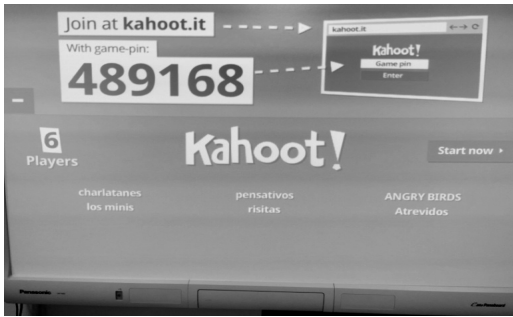 Join at kahoot.it
kahoot.it
With game-pin:
489168
Kahoot!
Game pin
Enter
6
Players
Kahoot!
Start now
charlatanes
pensativos
ANGRY BIRDS
los minis
risitas
Atrevidos
Panasonic